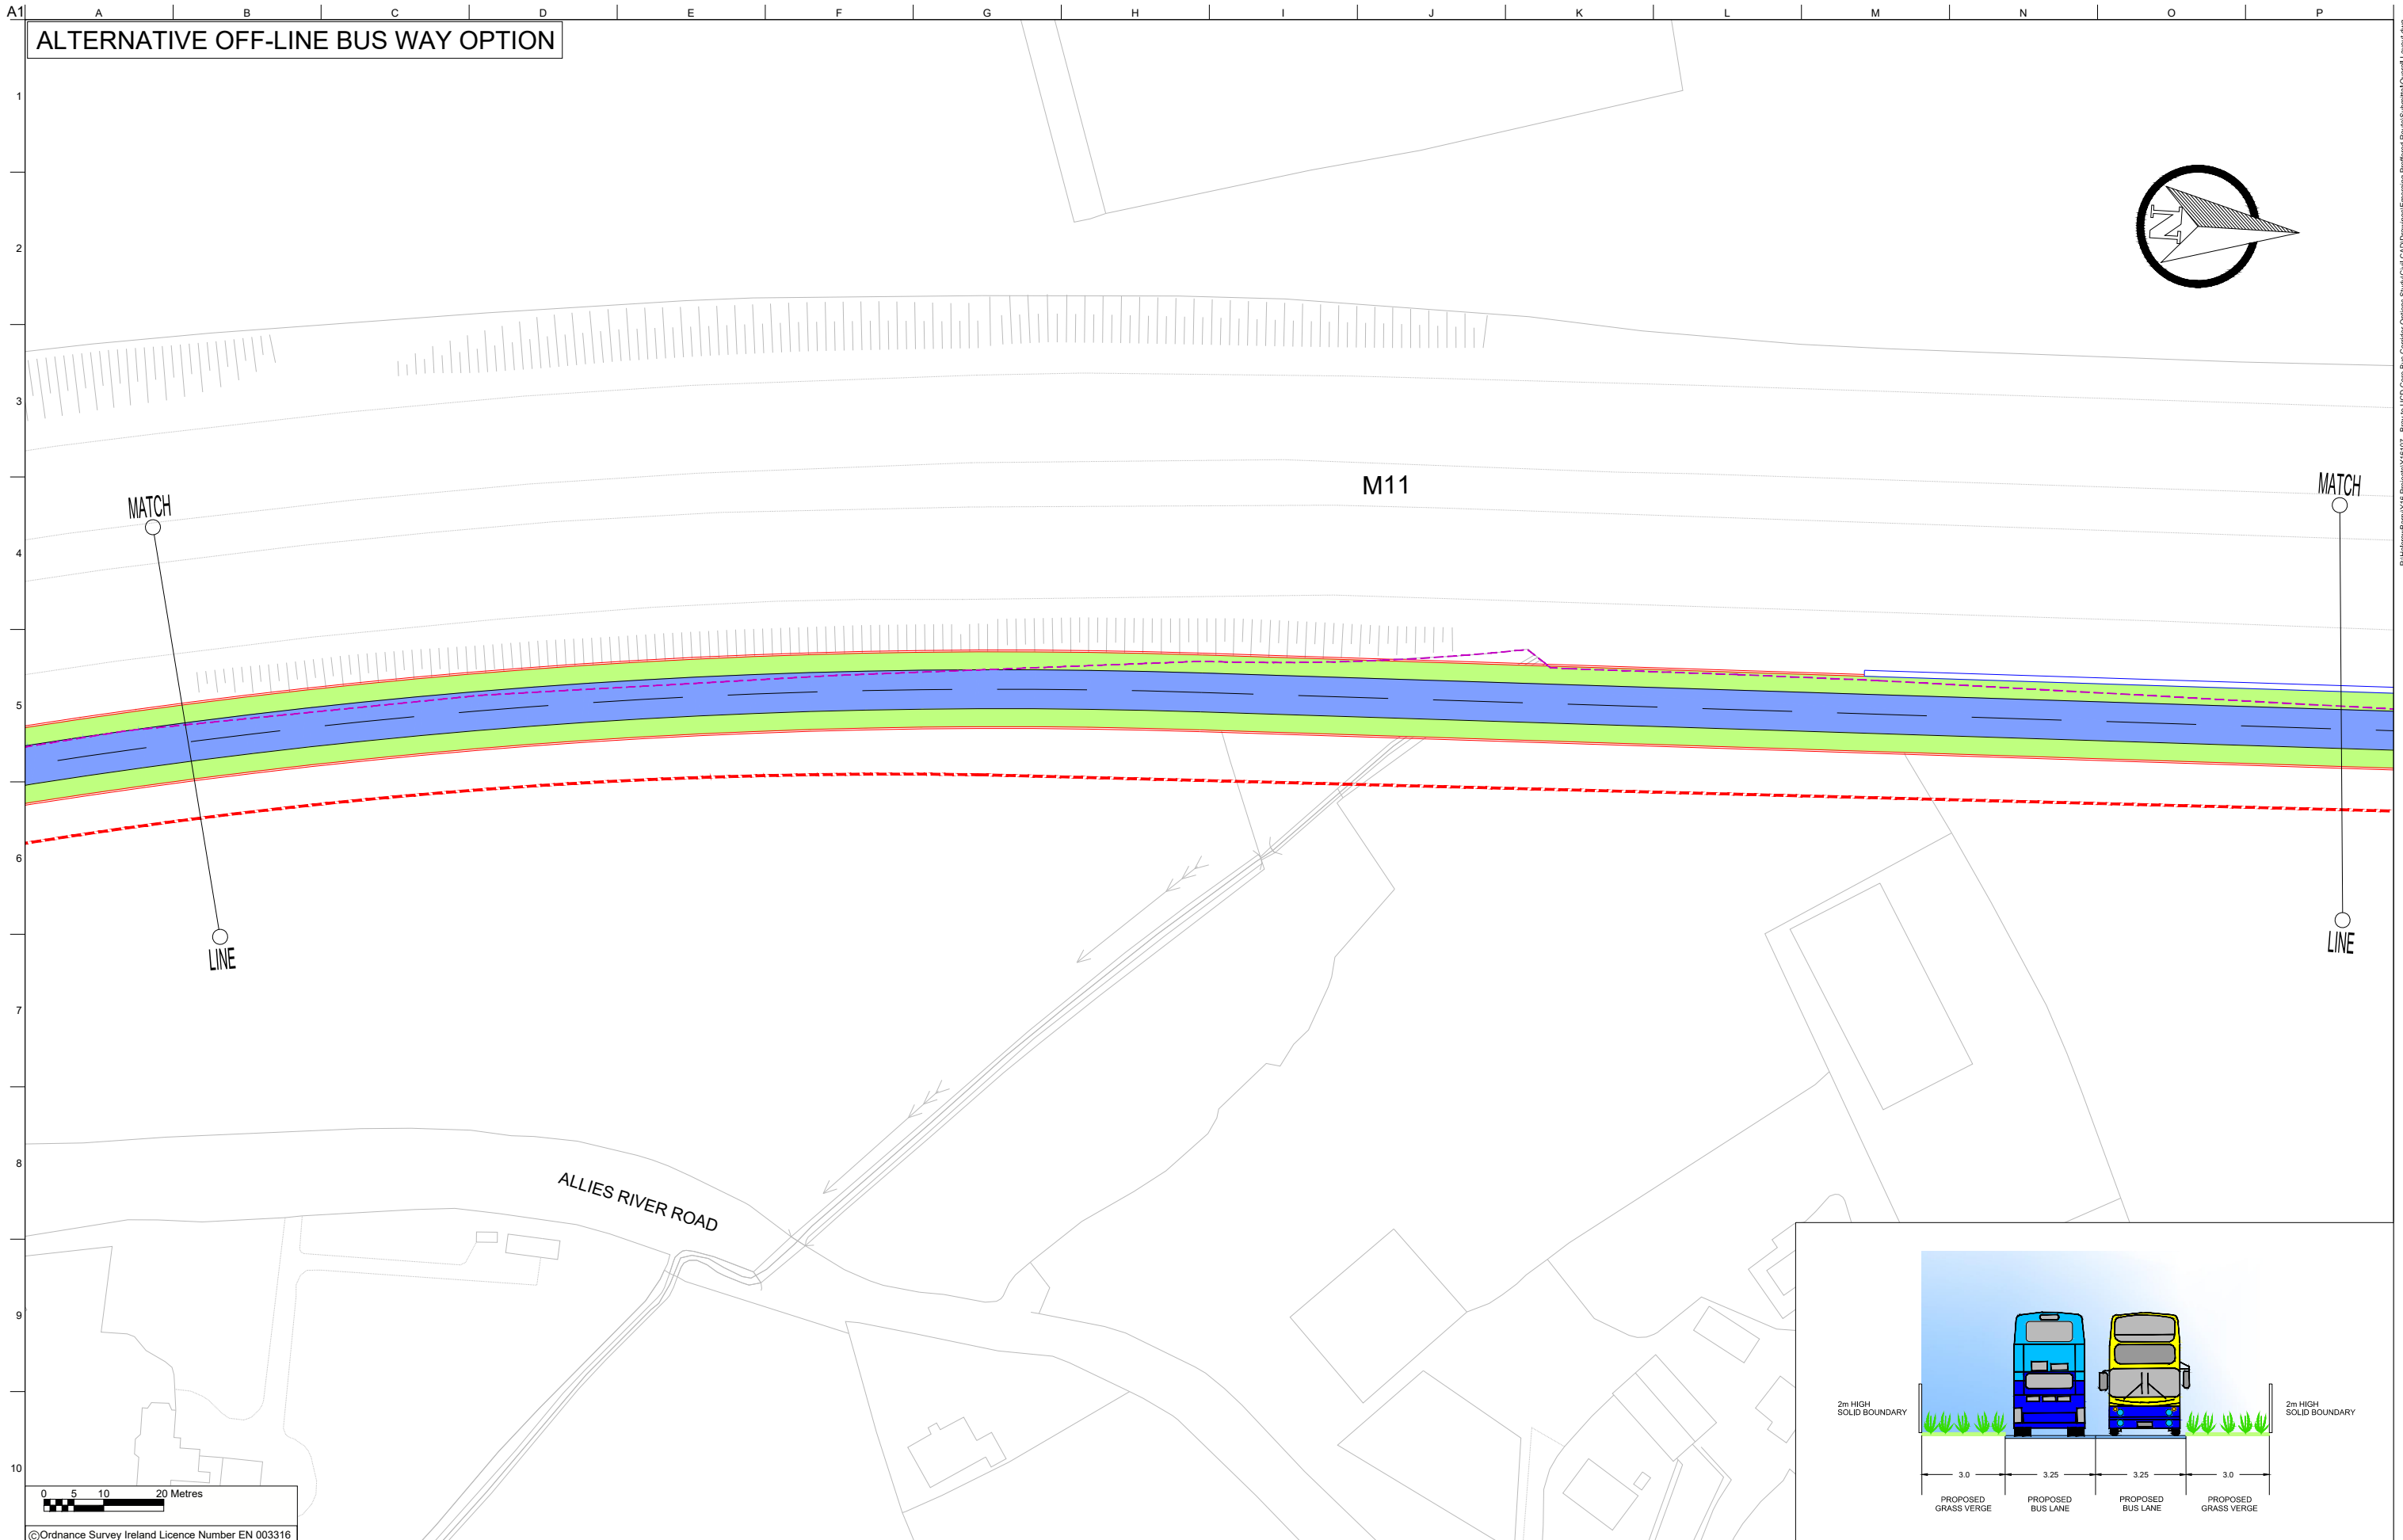 A1
A B C D E F G H I J K L M N O P
ALTERNATIVE OFF-LINE BUS WAY OPTION
1
2
3
4
5
6
7
8
9
10
N
M11
MATCH
LINE
MATCH
LINE
ALLIES RIVER ROAD
2m HIGH
SOLID BOUNDARY
2m HIGH
SOLID BOUNDARY
3.0 3.25 3.25 3.0
PROPOSED
GRASS VERGE
PROPOSED
BUS LANE
PROPOSED
BUS LANE
PROPOSED
GRASS VERGE
0 5 10 20 Metres
©Ordnance Survey Ireland Licence Number EN 003316